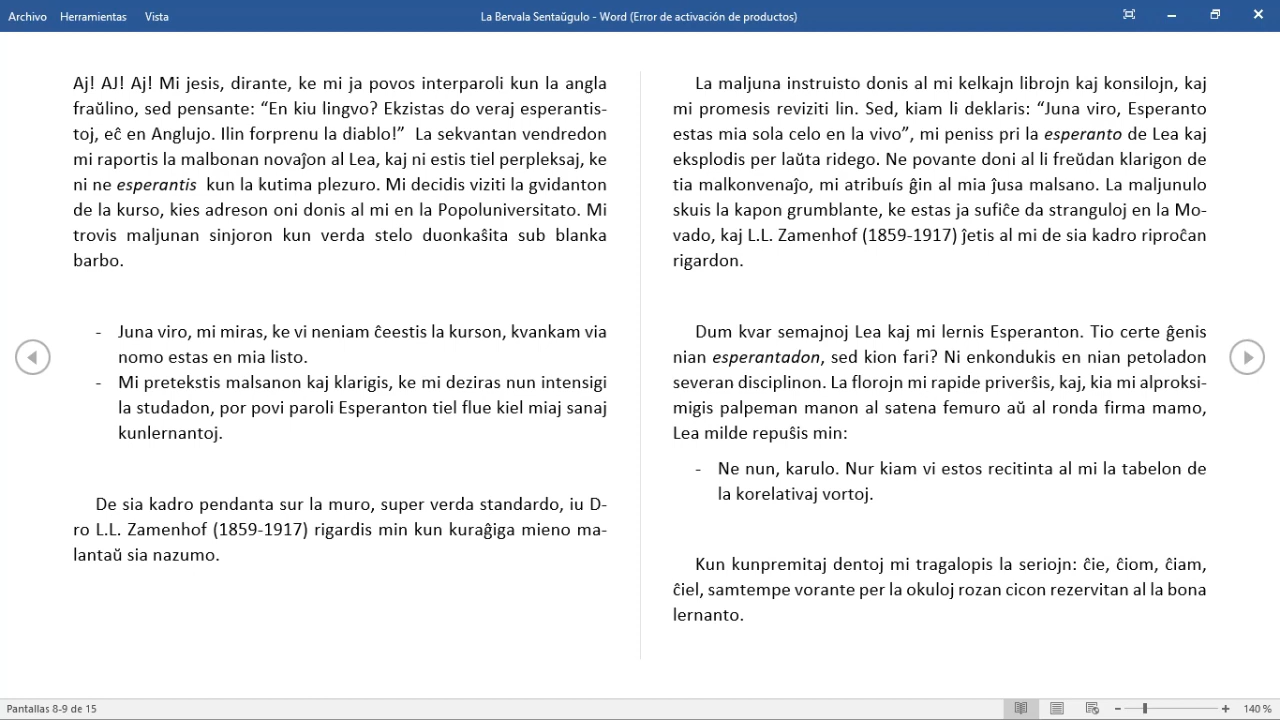 Archivo Herramientas Vista
La Bervala Sentaŭgulo - Word (Error de activación de productos)
Aj! AJ! Aj! Mi jesis, dirante, ke mi ja povos interparoli kun la angla
fraŭlino, sed pensante: “En kiu lingvo? Ekzistas do veraj esperantis-
toj, eĉ en Anglujo. Ilin forprenu la diablo!” La sekvantan vendredon
mi raportis la malbonan novaĵon al Lea, kaj ni estis tiel perpleksaj, ke
ni ne esperantis kun la kutima plezuro. Mi decidis viziti la gvidanton
de la kurso, kies adreson oni donis al mi en la Popoluniversitato. Mi
trovis maljunan sinjoron kun verda stelo duonkaŝita sub blanka
barbo.
- Juna viro, mi miras, ke vi neniam ĉeestis la kurson, kvankam via
nomo estas en mia listo.
- Mi pretekstis malsanon kaj klarigis, ke mi deziras nun intensigi
la studadon, por povi paroli Esperanton tiel flue kiel miaj sanaj
kunlernantoj.
De sia kadro pendanta sur la muro, super verda standardo, iu D-
ro L.L. Zamenhof (1859-1917) rigardis min kun kuraĝiga mieno ma-
lantaŭ sia nazumo.
La maljuna instruisto donis al mi kelkajn librojn kaj konsilojn, kaj
mi promesis reviziti lin. Sed, kiam li deklaris: “Juna viro, Esperanto
estas mia sola celo en la vivo”, mi peniss pri la esperanto de Lea kaj
eksplodis per laŭta ridego. Ne povante doni al li freŭdan klarigon de
tia malkonvenaĵo, mi atribuís ĝin al mia ĵusa malsano. La maljunulo
skuis la kapon grumblante, ke estas ja sufiĉe da stranguloj en la Mo-
vado, kaj L.L. Zamenhof (1859-1917) ĵetis al mi de sia kadro riproĉan
rigardon.
Dum kvar semajnoj Lea kaj mi lernis Esperanton. Tio certe ĝenis
nian esperantadon, sed kion fari? Ni enkondukis en nian petoladon
severan disciplinon. La florojn mi rapide priverŝis, kaj, kia mi alproksi-
migis palpeman manon al satena femuro aŭ al ronda firma mamo,
Lea milde repuŝis min:
- Ne nun, karulo. Nur kiam vi estos recitinta al mi la tabelon de
la korelativaj vortoj.
Kun kunpremitaj dentoj mi tragalopis la seriojn: ĉie, ĉiom, ĉiam,
ĉiel, samtempe vorante per la okuloj rozan cicon rezervitan al la bona
lernanto.
Pantallas 8-9 de 15
140 %